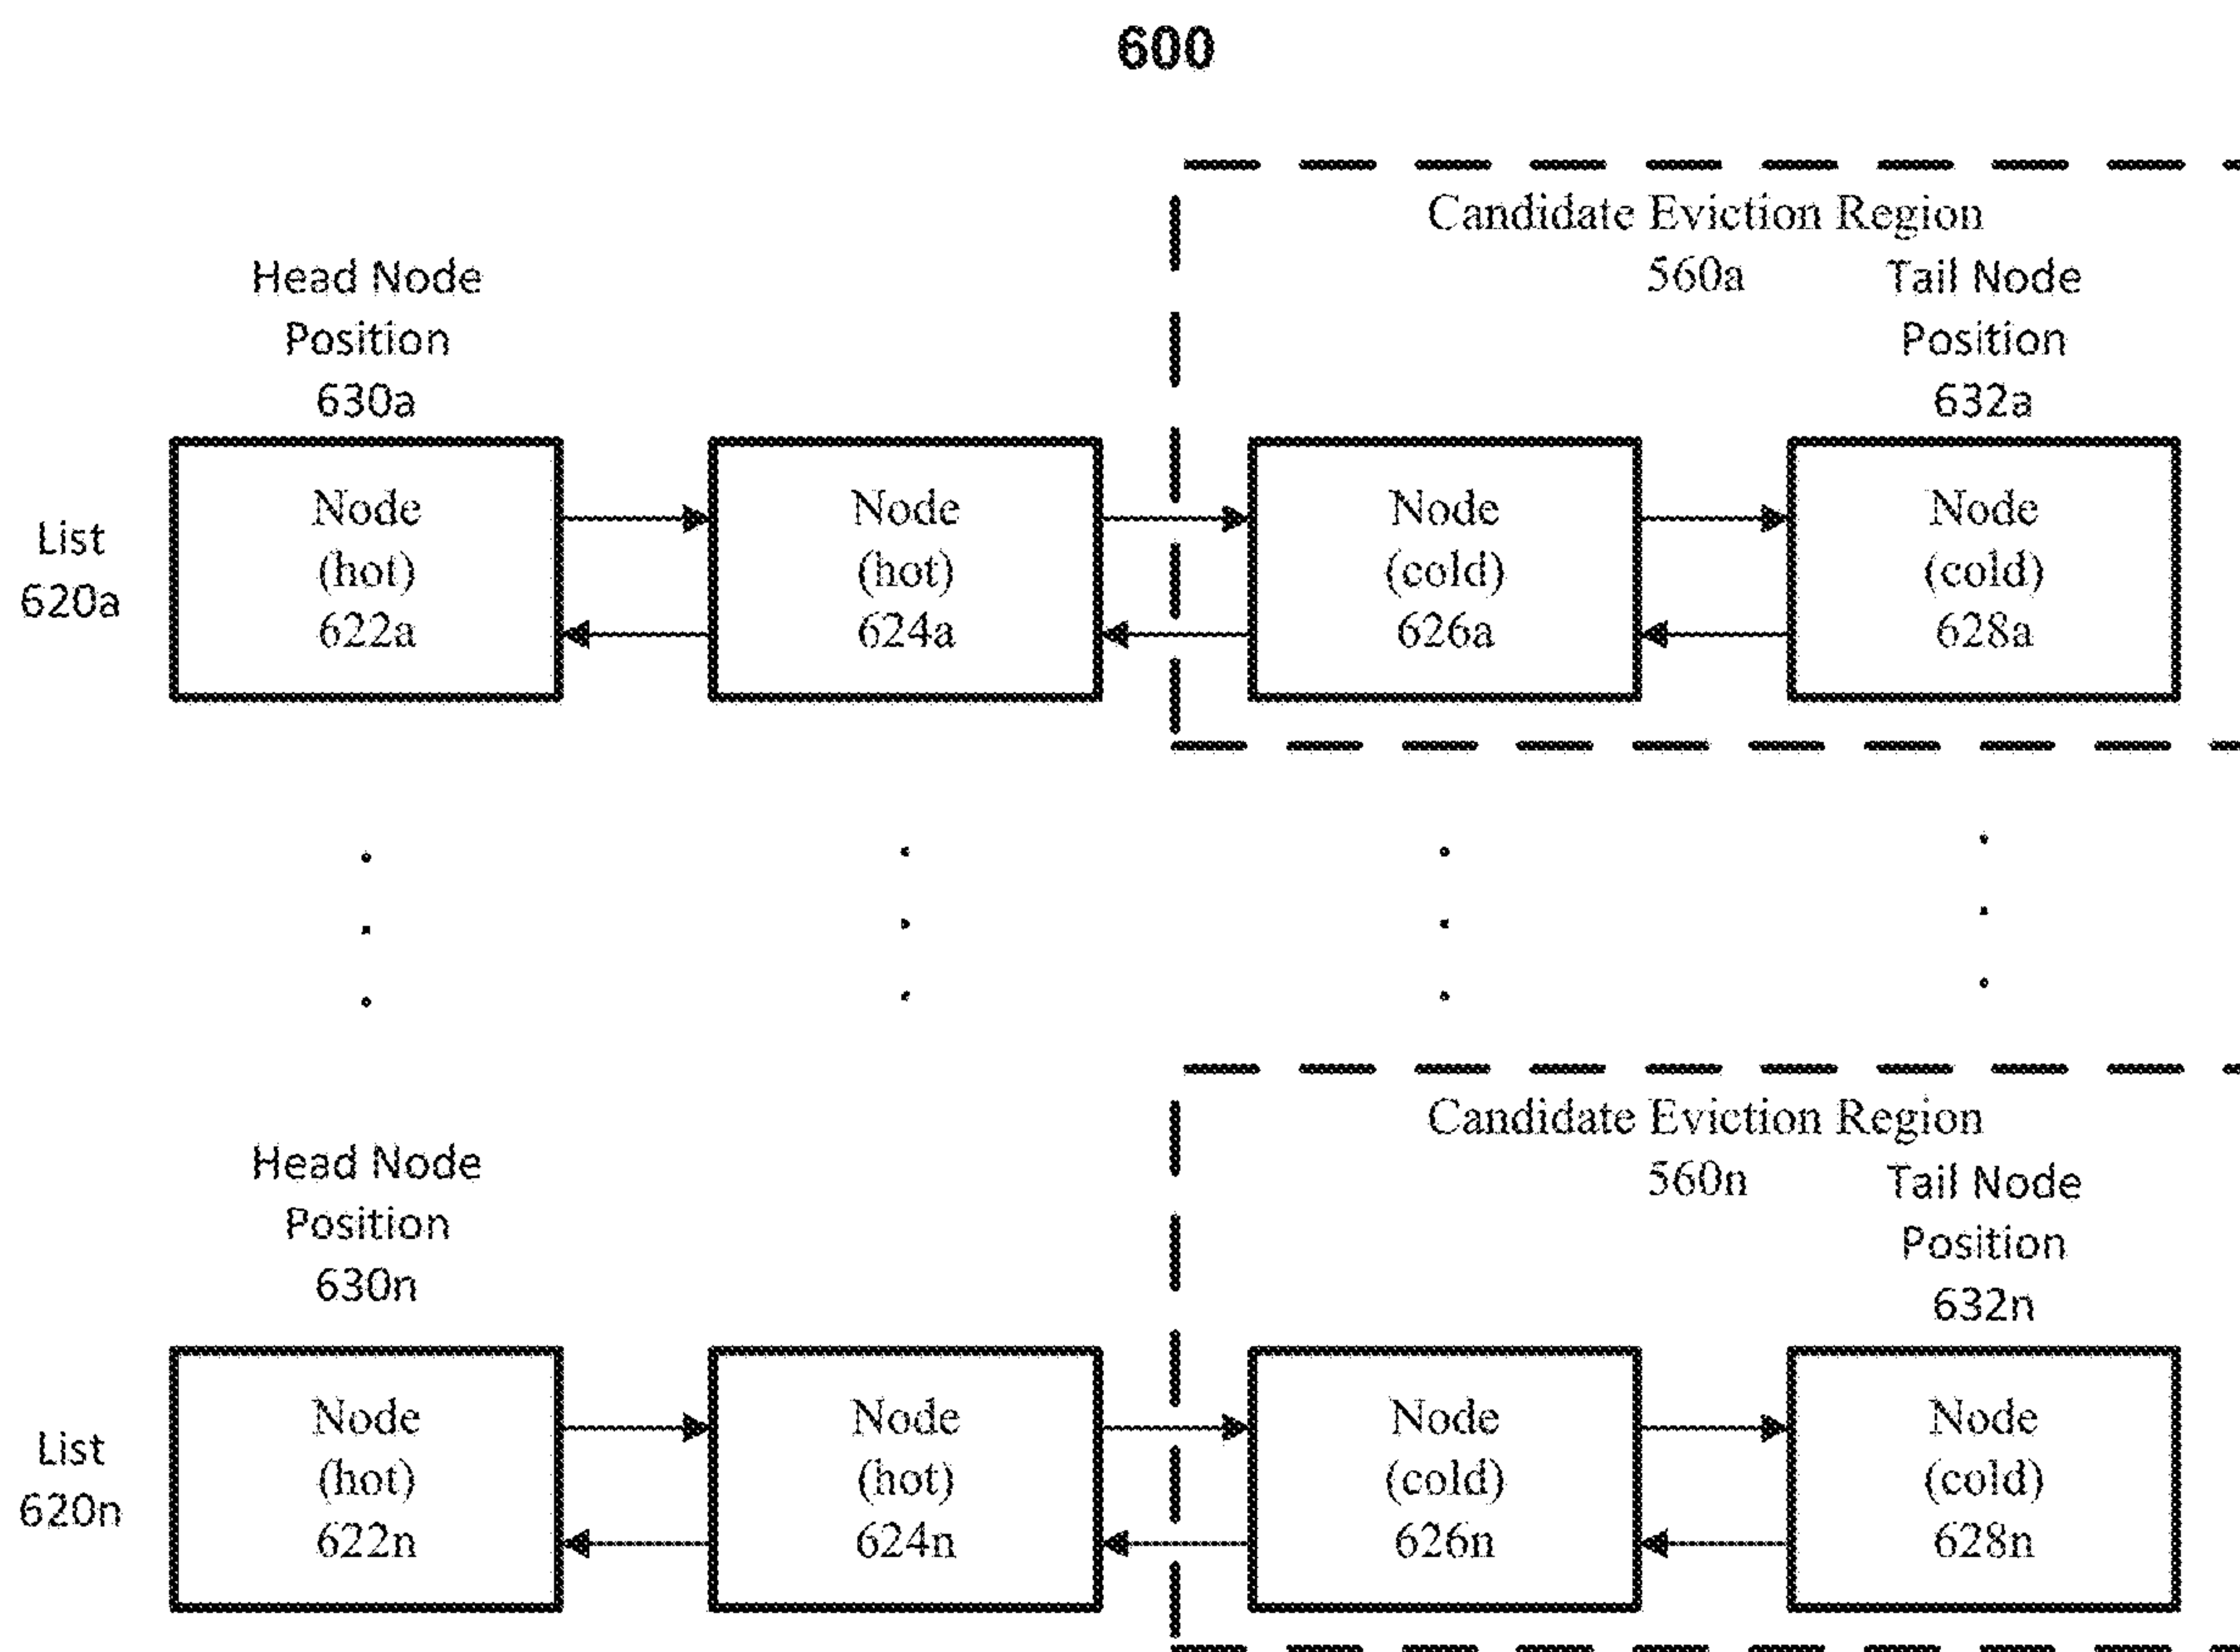 600
Candidate Eviction Region
560a
Head Node
Position
630a
Tail Node
Position
632a
List
620a
Node
(hot)
622a
Node
(hot)
624a
Node
(cold)
626a
Node
(cold)
628a
Candidate Eviction Region
560n
Head Node
Position
630n
Tail Node
Position
632n
List
620n
Node
(hot)
622n
Node
(hot)
624n
Node
(cold)
626n
Node
(cold)
628n